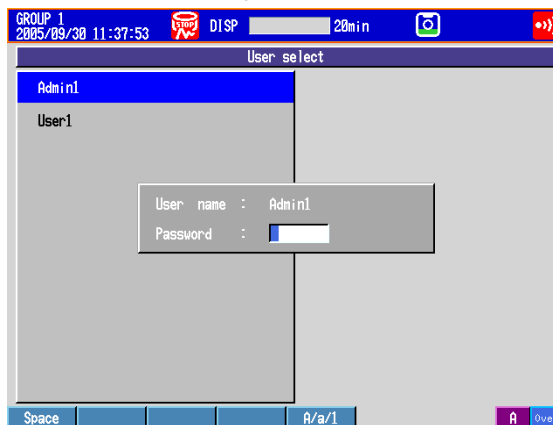 GROUP 1
2005/09/30 11:37:53 STOP DISP 20min
User select
Admin1
User1
User name : Admin1
Password :
Space A/a/1 A Ove